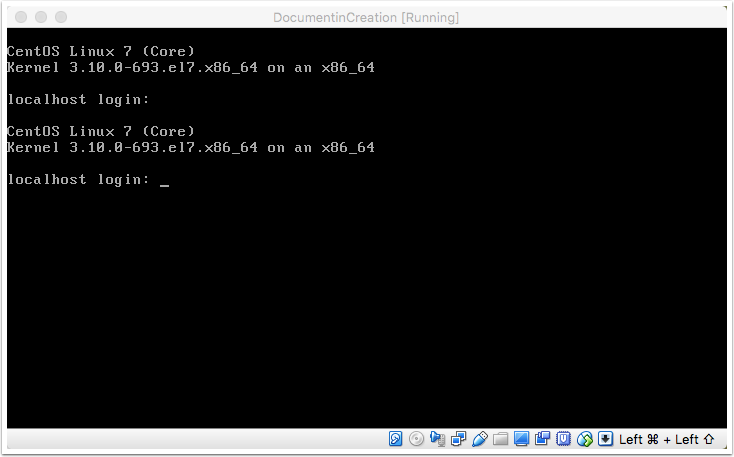 DocumentinCreation [Running]
CentOS Linux 7 (Core)
Kernel 3.10.0-693.el7.x86_64 on an x86_64
localhost login:
CentOS Linux 7 (Core)
Kernel 3.10.0-693.el7.x86_64 on an x86_64
localhost login: _
Left ⌘ + Left ⇧